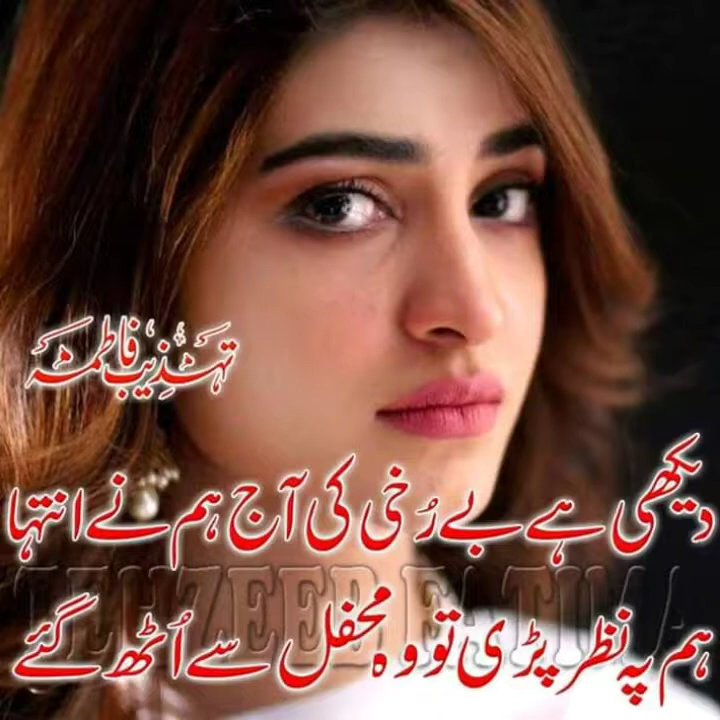 تہذیب فاطمہ
دیکھی ہے بے رُخی کی آج ہم نے انتہا
TEHZEEB FATIMA
ہم پہ نظر پڑی تو وہ محفل سے اُٹھ گئے